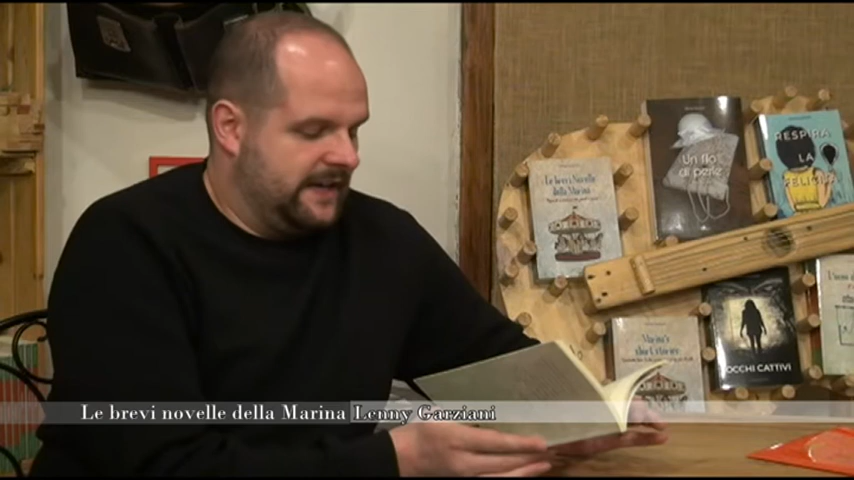 Le brevi Novelle
della Marina
Un filo
di perle
RESPIRA
LA
FELICITÀ
Marina's
OCCHI CATTIVI
Le brevi novelle della Marina Lenny Garziani